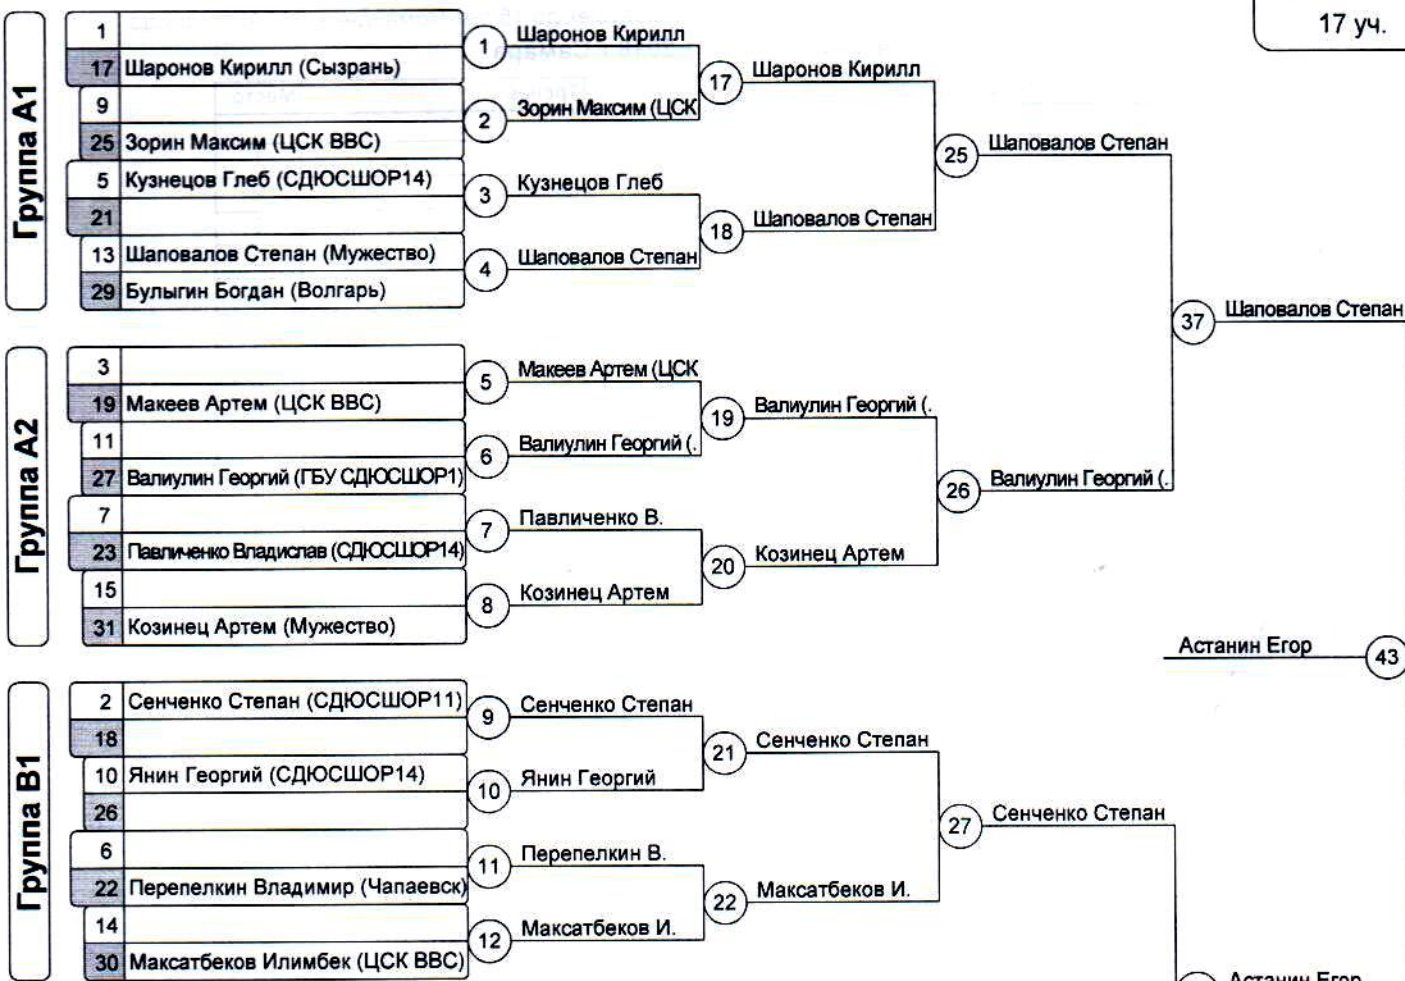 17 уч.
Группа А1
1
17 Шаронов Кирилл (Сызрань)
9
25 Зорин Максим (ЦСК ВВС)
5 Кузнецов Глеб (СДЮСШОР14)
21
13 Шаповалов Степан (Мужество)
29 Булыгин Богдан (Волгарь)
1 Шаронов Кирилл
2 Зорин Максим (ЦСК
3 Кузнецов Глеб
4 Шаповалов Степан
17 Шаронов Кирилл
18 Шаповалов Степан
25 Шаповалов Степан
37 Шаповалов Степан
Группа А2
3
19 Макеев Артем (ЦСК ВВС)
11
27 Валиулин Георгий (ГБУ СДЮСШОР1)
7
23 Павличенко Владислав (СДЮСШОР14)
15
31 Козинец Артем (Мужество)
5 Макеев Артем (ЦСК
6 Валиулин Георгий (.
7 Павличенко В.
8 Козинец Артем
19 Валиулин Георгий (.
20 Козинец Артем
26 Валиулин Георгий (.
Астанин Егор 43
Группа В1
2 Сенченко Степан (СДЮСШОР11)
18
10 Янин Георгий (СДЮСШОР14)
26
6
22 Перепелкин Владимир (Чапаевск)
14
30 Максатбеков Илимбек (ЦСК ВВС)
9 Сенченко Степан
10 Янин Георгий
11 Перепелкин В.
12 Максатбеков И.
21 Сенченко Степан
22 Максатбеков И.
27 Сенченко Степан
Астанин Егор